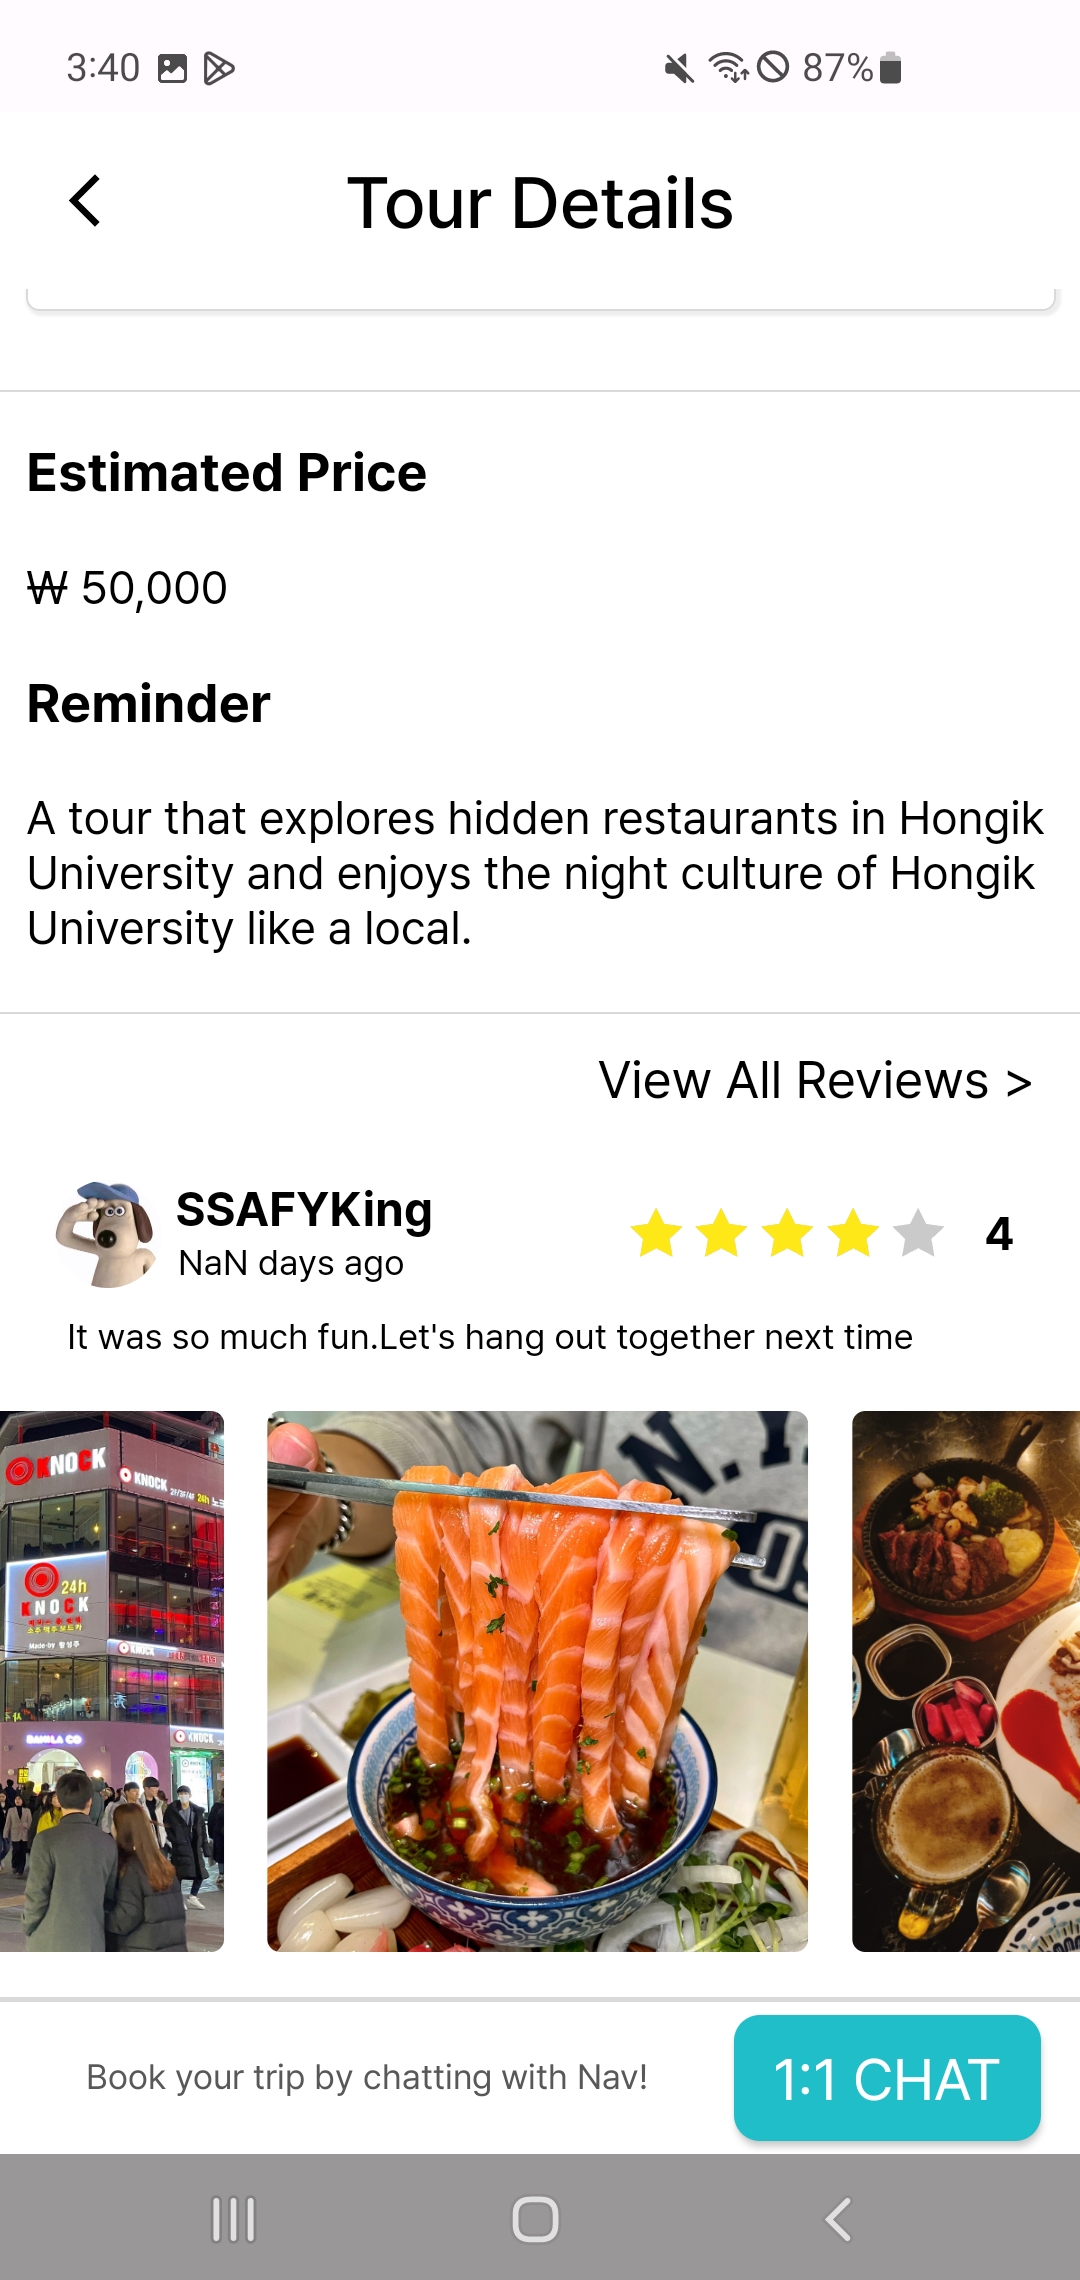 3:40
87%
Tour Details
Estimated Price
₩ 50,000
Reminder
A tour that explores hidden restaurants in Hongik
University and enjoys the night culture of Hongik
University like a local.
View All Reviews >
SSAFYKing
NaN days ago
4
It was so much fun.Let's hang out together next time
KNOCK
KNOCK
24h
24h
KNOCK
KNOCK
KNOCK
N.Y.
Book your trip by chatting with Nav!
1:1 CHAT